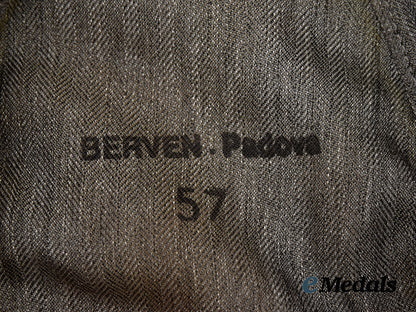 BERVEN. Padova
57
eMedals